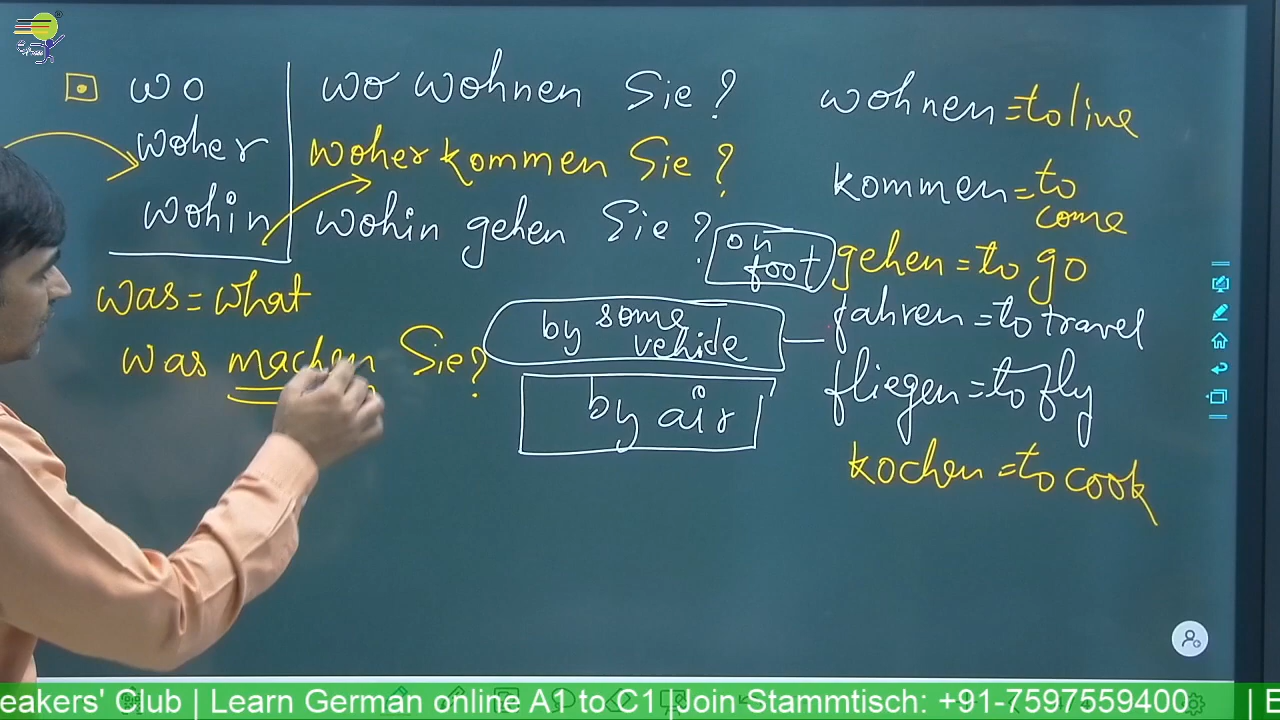 wo
woher
wohin
was = what
was machen Sie?
wo wohnen Sie?
woher kommen Sie?
wohin gehen Sie?
on foot
by some vehicle
by air
wohnen = to live
kommen = to come
gehen = to go
fahren = to travel
fliegen = to fly
kochen = to cook
eakers' Club | Learn German online A1 to C1 |Join Stammtisch: +91-7597559400 | E